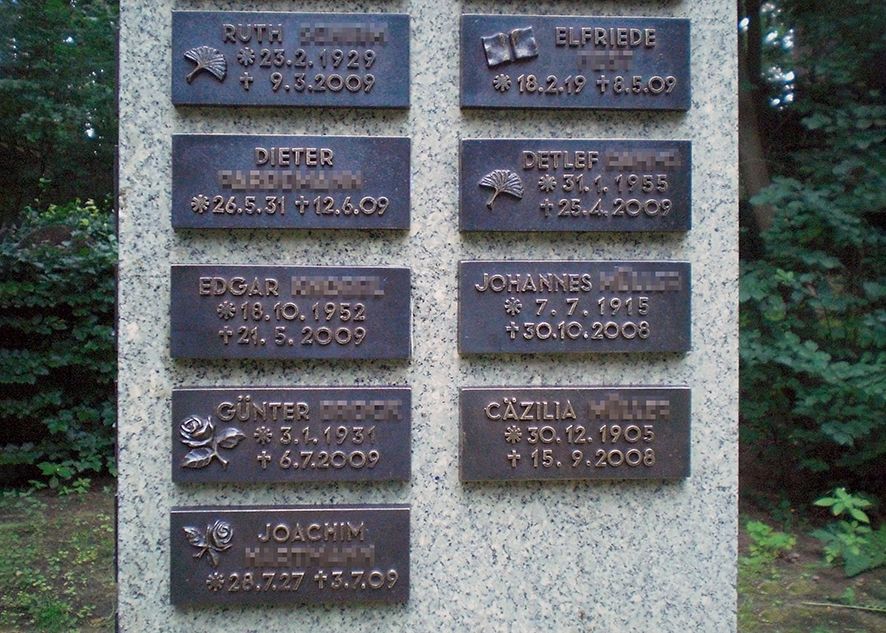 RUTH
* 23.2.1929
† 9.3.2009
ELFRIEDE
* 18.2.19 † 8.5.09
DIETER
* 26.5.31 † 12.6.09
DETLEF
* 31.1.1955
† 25.4.2009
EDGAR
* 18.10.1952
† 21.5.2009
JOHANNES
* 7.7.1915
† 30.10.2008
GÜNTER
* 3.1.1931
† 6.7.2009
CÄZILIA
* 30.12.1905
† 15.9.2008
JOACHIM
* 28.7.27 † 3.7.09